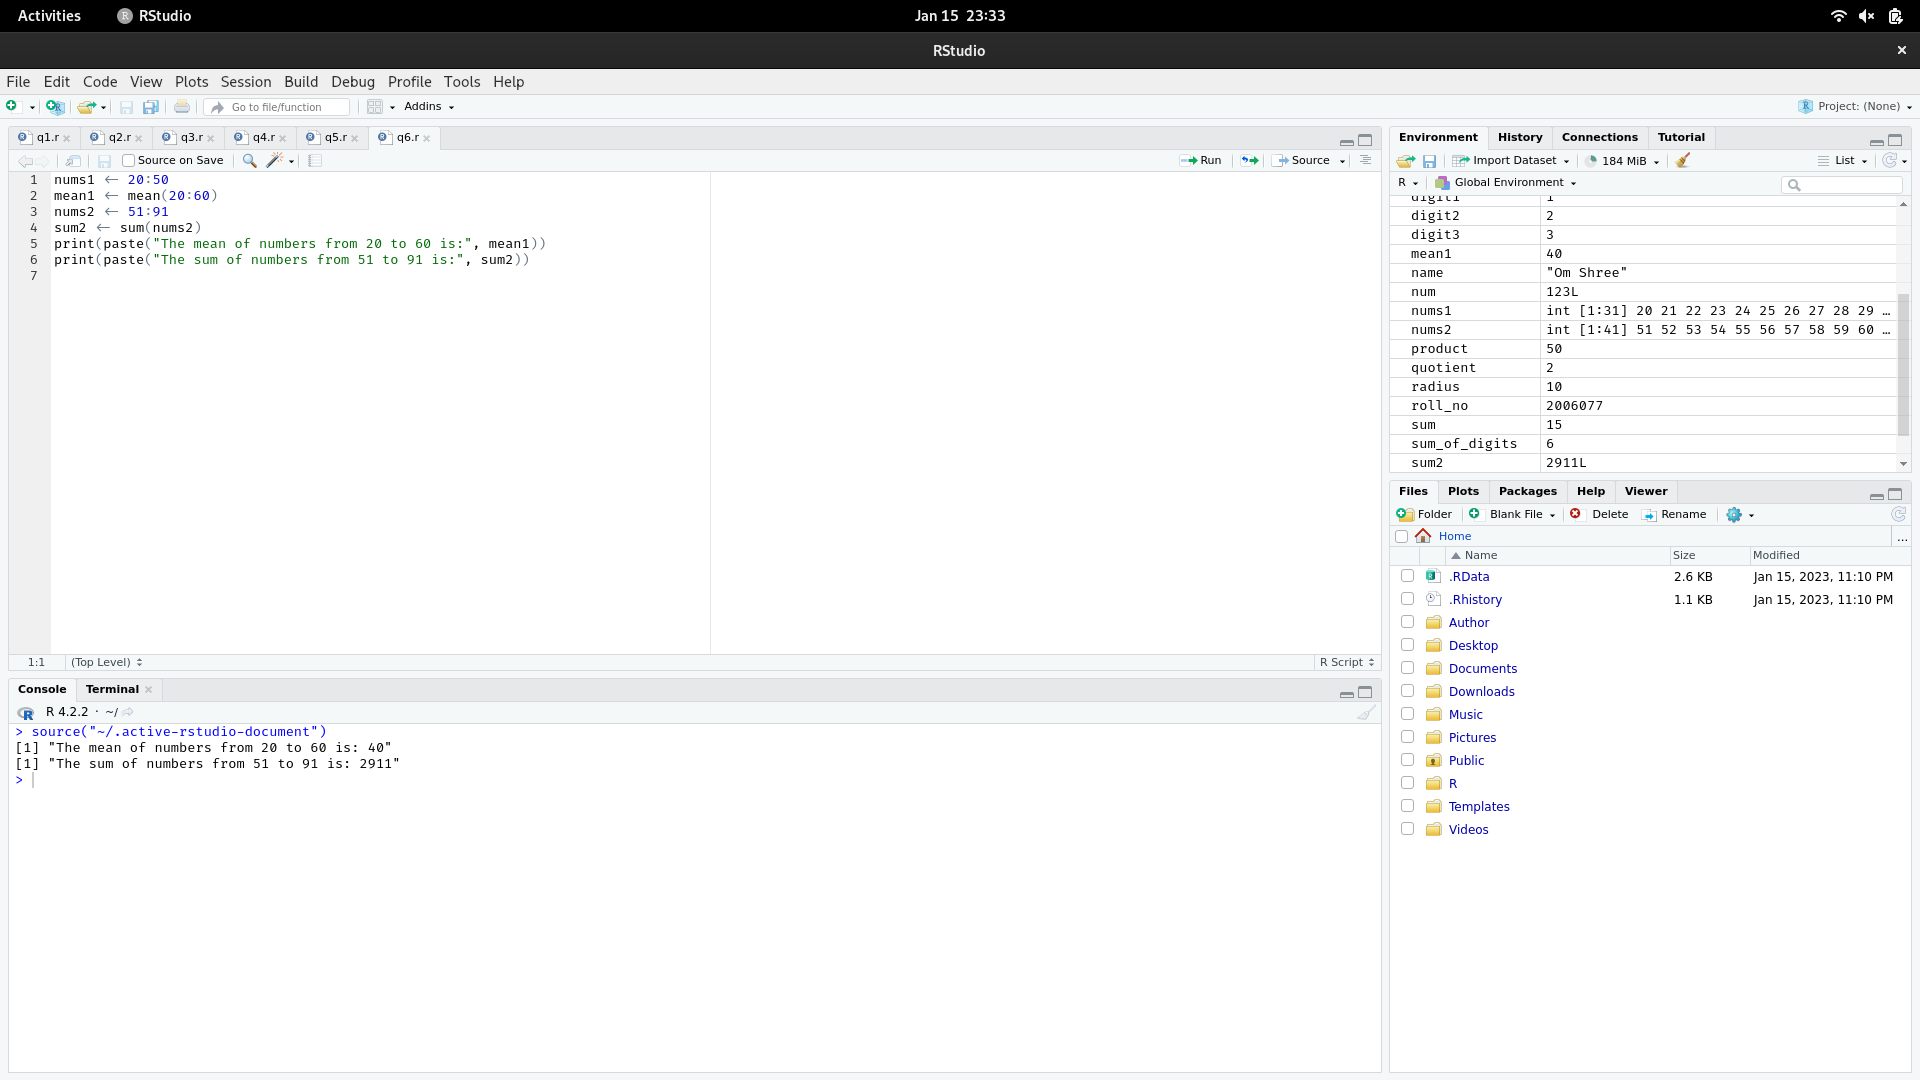 Activities RStudio Jan 15 23:33
RStudio
File Edit Code View Plots Session Build Debug Profile Tools Help
Go to file/function Addins Project: (None)
q1.r q2.r q3.r q4.r q5.r q6.r
Source on Save Run Source
1 nums1 <- 20:50
2 mean1 <- mean(20:60)
3 nums2 <- 51:91
4 sum2 <- sum(nums2)
5 print(paste("The mean of numbers from 20 to 60 is:", mean1))
6 print(paste("The sum of numbers from 51 to 91 is:", sum2))
7
1:1 (Top Level) R Script
Console Terminal
R 4.2.2 · ~/
> source("~/.active-rstudio-document")
[1] "The mean of numbers from 20 to 60 is: 40"
[1] "The sum of numbers from 51 to 91 is: 2911"
>
Environment History Connections Tutorial
Import Dataset 184 MiB List
R Global Environment
digit1 1
digit2 2
digit3 3
mean1 40
name "Om Shree"
num 123L
nums1 int [1:31] 20 21 22 23 24 25 26 27 28 29 …
nums2 int [1:41] 51 52 53 54 55 56 57 58 59 60 …
product 50
quotient 2
radius 10
roll_no 2006077
sum 15
sum_of_digits 6
sum2 2911L
Files Plots Packages Help Viewer
Folder Blank File Delete Rename
Home ...
Name Size Modified
.RData 2.6 KB Jan 15, 2023, 11:10 PM
.Rhistory 1.1 KB Jan 15, 2023, 11:10 PM
Author
Desktop
Documents
Downloads
Music
Pictures
Public
R
Templates
Videos